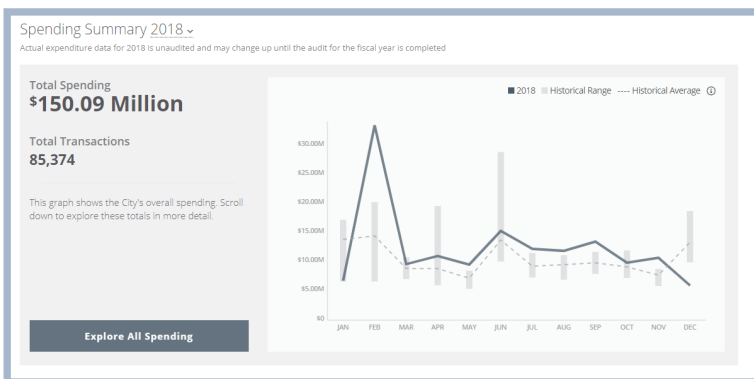 Spending Summary 2018
Actual expenditure data for 2018 is unaudited and may change up until the audit for the fiscal year is completed
Total Spending
$150.09 Million
Total Transactions
85,374
This graph shows the City's overall spending. Scroll
down to explore these totals in more detail.
Explore All Spending
2018 Historical Range ---- Historical Average ⓘ
$30.00M
$25.00M
$20.00M
$15.00M
$10.00M
$5.00M
$0
JAN FEB MAR APR MAY JUN JUL AUG SEP OCT NOV DEC